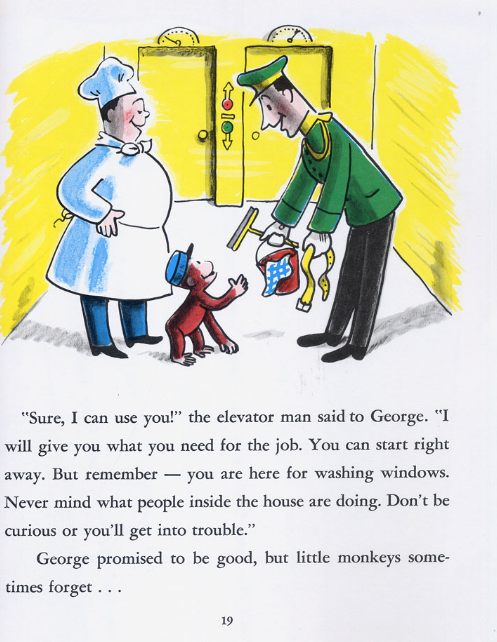 "Sure, I can use you!" the elevator man said to George. "I
will give you what you need for the job. You can start right
away. But remember — you are here for washing windows.
Never mind what people inside the house are doing. Don't be
curious or you'll get into trouble."
George promised to be good, but little monkeys some-
times forget . . .
19